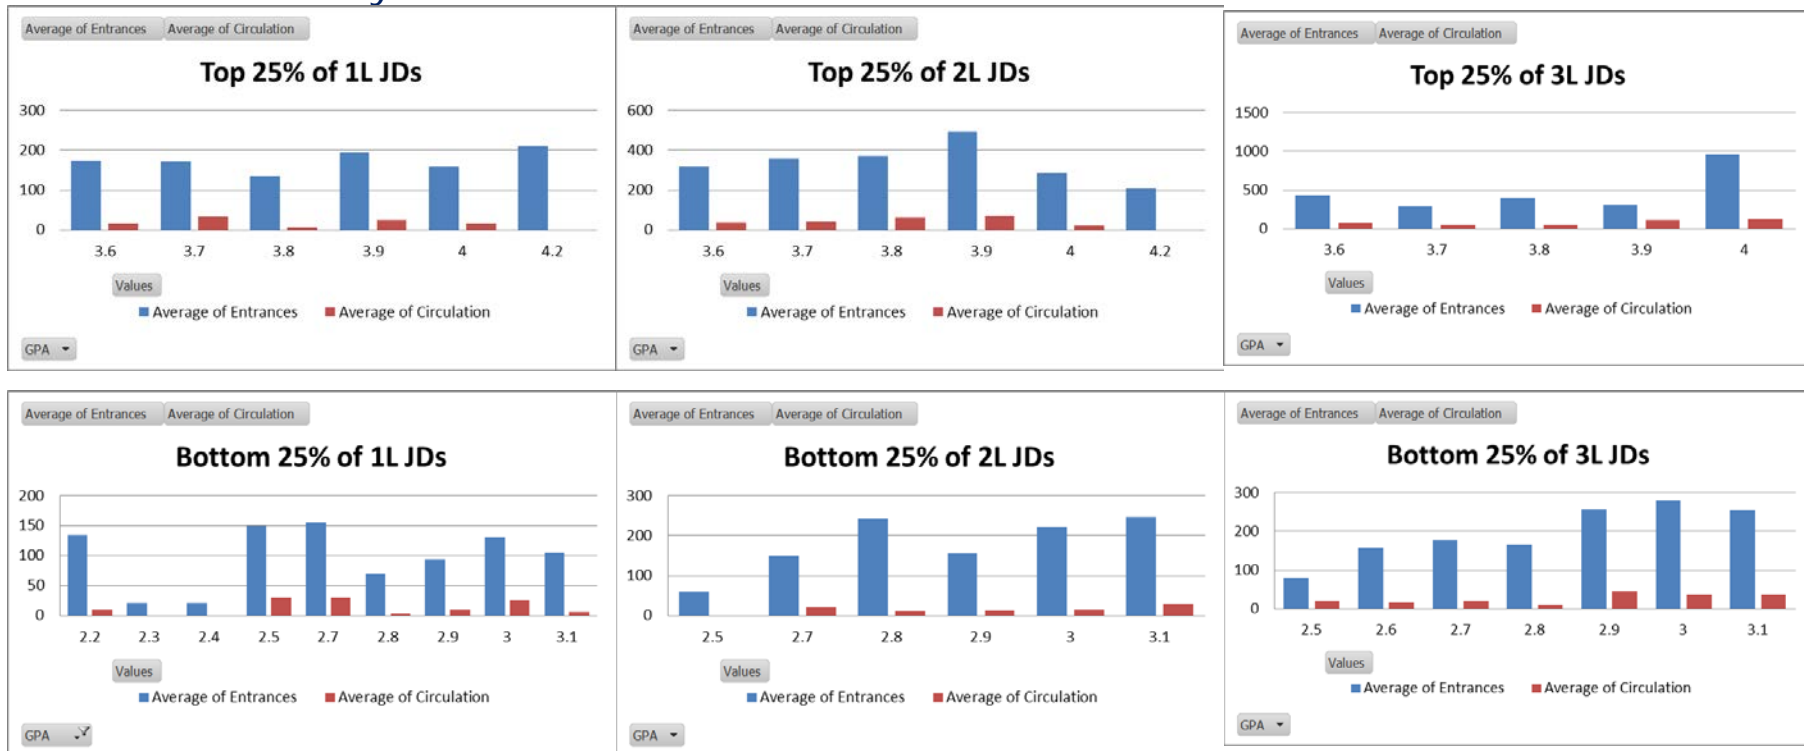 Average of Entrances Average of Circulation
Top 25% of 1L JDs
300
200
100
0
3.6 3.7 3.8 3.9 4 4.2
Values
Average of Entrances Average of Circulation
GPA
Average of Entrances Average of Circulation
Top 25% of 2L JDs
600
400
200
0
3.6 3.7 3.8 3.9 4 4.2
Values
Average of Entrances Average of Circulation
GPA
Average of Entrances Average of Circulation
Top 25% of 3L JDs
1500
1000
500
0
3.6 3.7 3.8 3.9 4
Values
Average of Entrances Average of Circulation
GPA
Average of Entrances Average of Circulation
Bottom 25% of 1L JDs
200
150
100
50
0
2.2 2.3 2.4 2.5 2.7 2.8 2.9 3 3.1
Values
Average of Entrances Average of Circulation
GPA
Average of Entrances Average of Circulation
Bottom 25% of 2L JDs
300
200
100
0
2.5 2.7 2.8 2.9 3 3.1
Values
Average of Entrances Average of Circulation
GPA
Average of Entrances Average of Circulation
Bottom 25% of 3L JDs
300
200
100
0
2.5 2.6 2.7 2.8 2.9 3 3.1
Values
Average of Entrances Average of Circulation
GPA